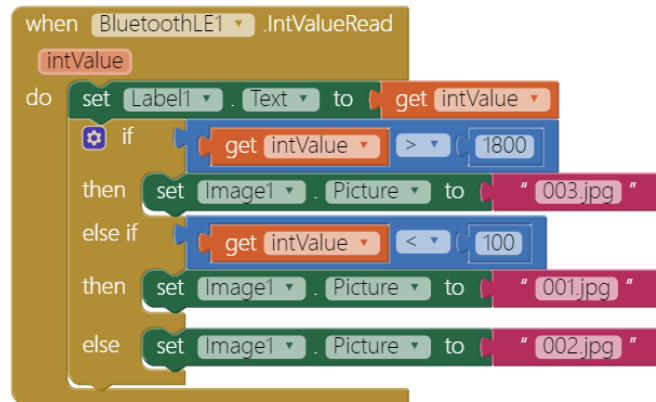 when BluetoothLE1 .IntValueRead
intValue
do set Label1 . Text to get intValue
if get intValue > 1800
then set Image1 . Picture to " 003.jpg "
else if get intValue < 100
then set Image1 . Picture to " 001.jpg "
else set Image1 . Picture to " 002.jpg "